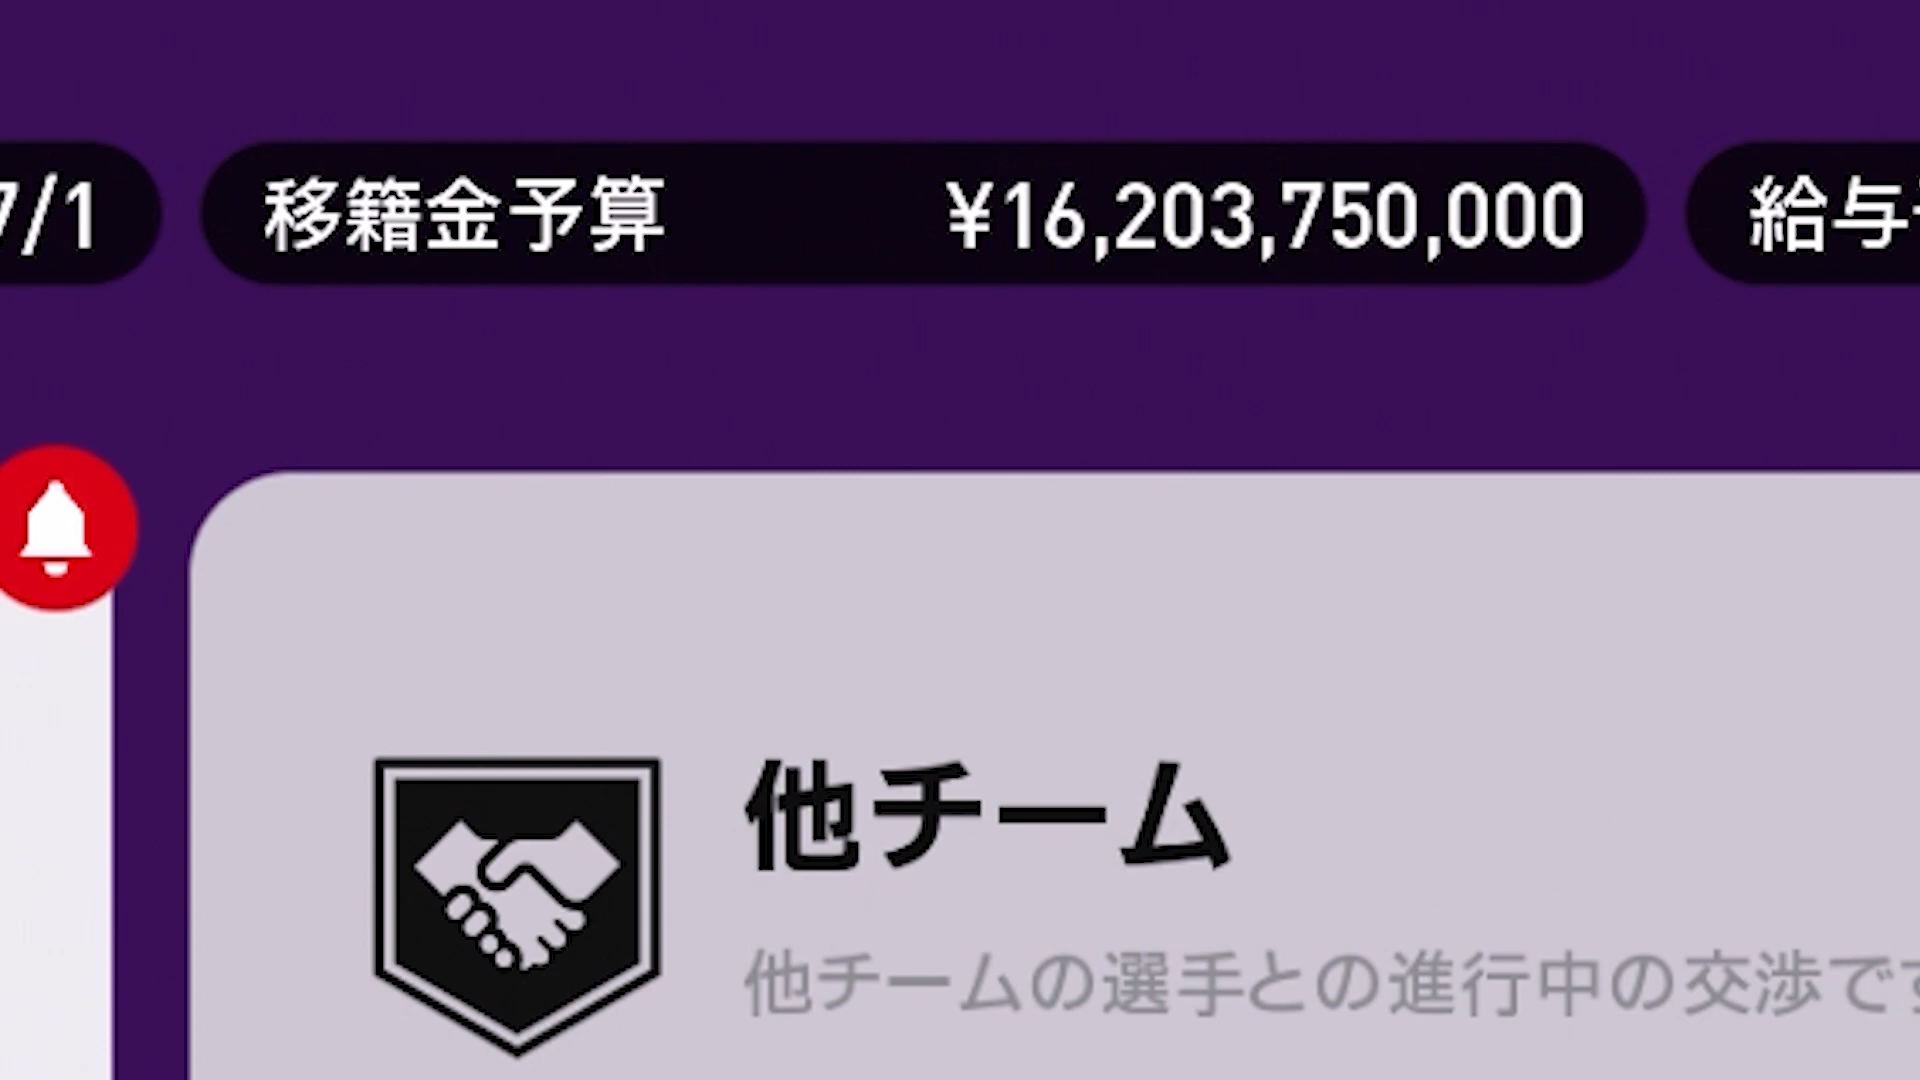 7/1 移籍金予算 ¥16,203,750,000 給与
他チーム
他チームの選手との進行中の交渉で